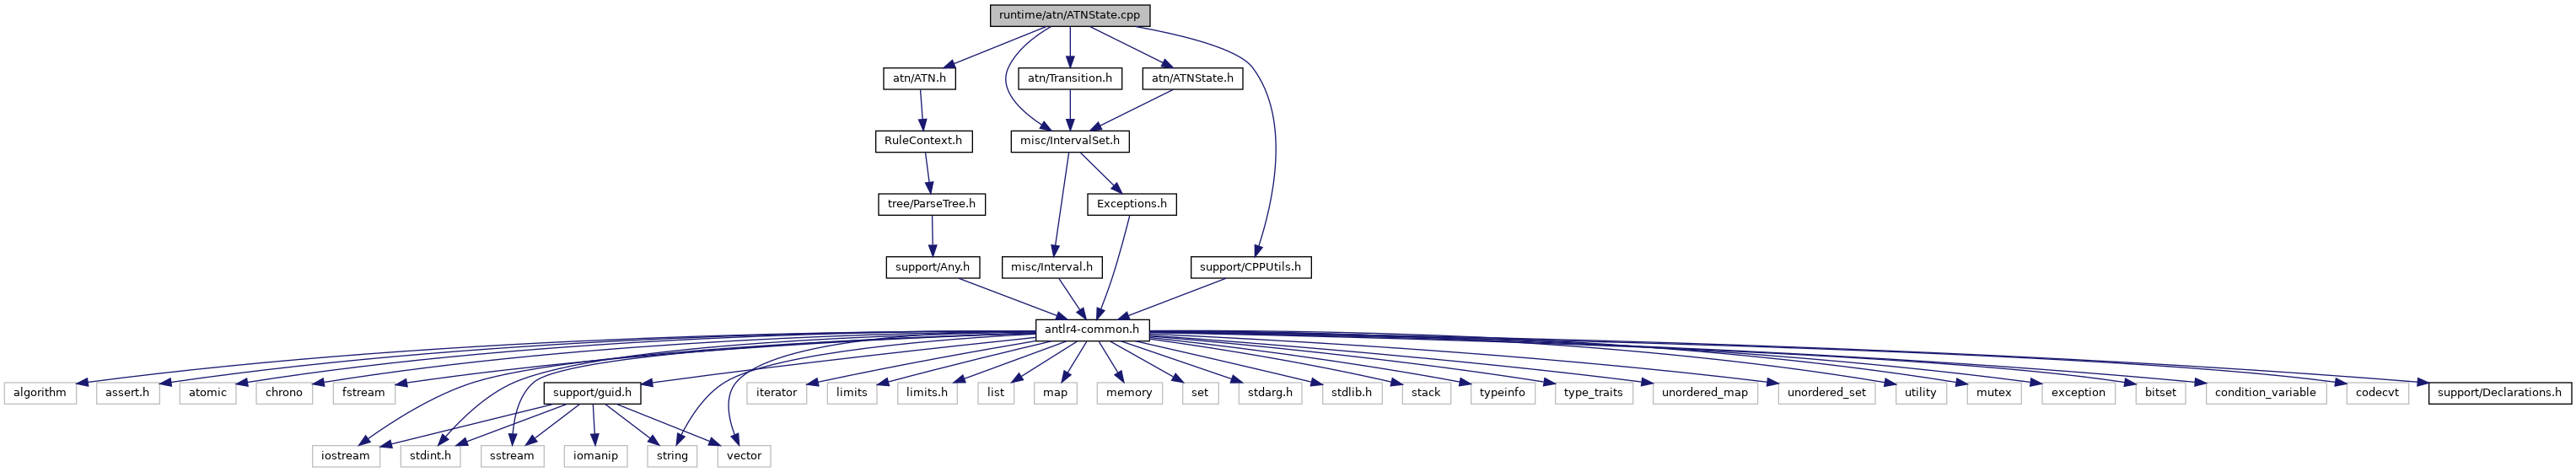 runtime/atn/ATNState.cpp
atn/ATN.h
atn/Transition.h
atn/ATNState.h
RuleContext.h
misc/IntervalSet.h
tree/ParseTree.h
Exceptions.h
support/Any.h
misc/Interval.h
support/CPPUtils.h
antlr4-common.h
algorithm
assert.h
atomic
chrono
fstream
support/guid.h
iterator
limits
limits.h
list
map
memory
set
stdarg.h
stdlib.h
stack
typeinfo
type_traits
unordered_map
unordered_set
utility
mutex
exception
bitset
condition_variable
codecvt
support/Declarations.h
iostream
stdint.h
sstream
iomanip
string
vector